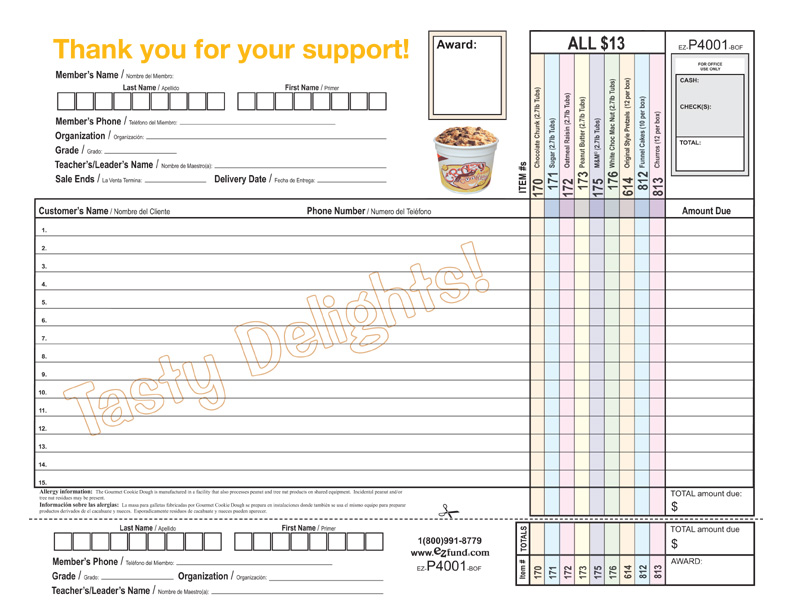 Thank you for your support!
Member's Name / Nombre del Miembro:
Last Name / Apellido
First Name / Primer
Member's Phone / Teléfono del Miembro:
Organization / Organización:
Grade / Grado:
Teacher's/Leader's Name / Nombre de Maestro(a):
Sale Ends / La Venta Termina:
Delivery Date / Fecha de Entrega:
Award:
ALL $13
ITEM #s
170 Chocolate Chunk (2.7lb Tubs)
171 Sugar (2.7lb Tubs)
172 Oatmeal Raisin (2.7lb Tubs)
173 Peanut Butter (2.7lb Tubs)
175 M&M® (2.7lb Tubs)
176 White Choc Mac Nut (2.7lb Tubs)
614 Original Style Pretzels (12 per box)
812 Funnel Cakes (10 per box)
813 Churros (12 per box)
EZ-P4001-BOF
FOR OFFICE
USE ONLY
CASH:
CHECK(S):
TOTAL:
Customer's Name / Nombre del Cliente
Phone Number / Numero del Teléfono
Amount Due
1.
2.
3.
4.
5.
6.
7.
8.
9.
10.
11.
12.
13.
14.
15.
Tasty Delights!
Allergy information: The Gourmet Cookie Dough is manufactured in a facility that also processes peanut and tree nut products on shared equipment. Incidental peanut and/or
tree nut residues may be present.
Información sobre las alergias: La masa para galletas fabricadas por Gourmet Cookie Dough se prepara en instalaciones donde también se usa el mismo equipo para preparar
productos derivados de el cacahuate y nueces. Esporadicamente residuos de cacahuate y nueces pueden aparecer.
TOTAL amount due:
$
Last Name / Apellido
First Name / Primer
Member's Phone / Teléfono del Miembro:
Grade / Grado:
Organization / Organización:
Teacher's/Leader's Name / Nombre de Maestro(a):
1(800)991-8779
www.ezfund.com
EZ-P4001-BOF
TOTALS
Item #
170
171
172
173
175
176
614
812
813
TOTAL amount due
$
AWARD: